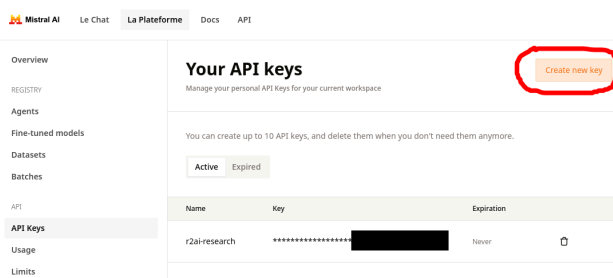 Mistral AI Le Chat La Plateforme Docs API
Overview
REGISTRY
Agents
Fine-tuned models
Datasets
Batches
API
API Keys
Usage
Limits
Your API keys
Create new key
Manage your personal API Keys for your current workspace
You can create up to 10 API keys, and delete them when you don't need them anymore.
Active Expired
Name Key Expiration
r2ai-research ****************** Never